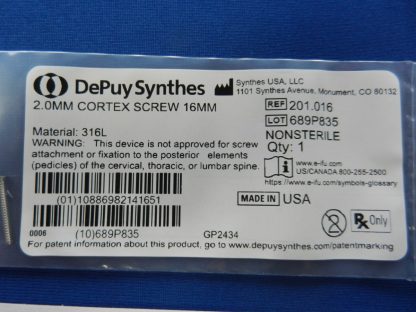 DePuy Synthes
Synthes USA, LLC
1101 Synthes Avenue, Monument, CO 80132
2.0MM CORTEX SCREW 16MM
REF 201.016
LOT 689P835
Material: 316L
NONSTERILE
WARNING: This device is not approved for screw
attachment or fixation to the posterior elements
(pedicles) of the cervical, thoracic, or lumbar spine.
Qty: 1
www.e-ifu.com
US/CANADA 800-255-2500
https://www.e-ifu.com/symbols-glossary
(01)10886982141651
MADE IN USA
Rx Only
0006
(10)689P835
GP2434
For patent information about this product, go to www.depuysynthes.com/patentmarking